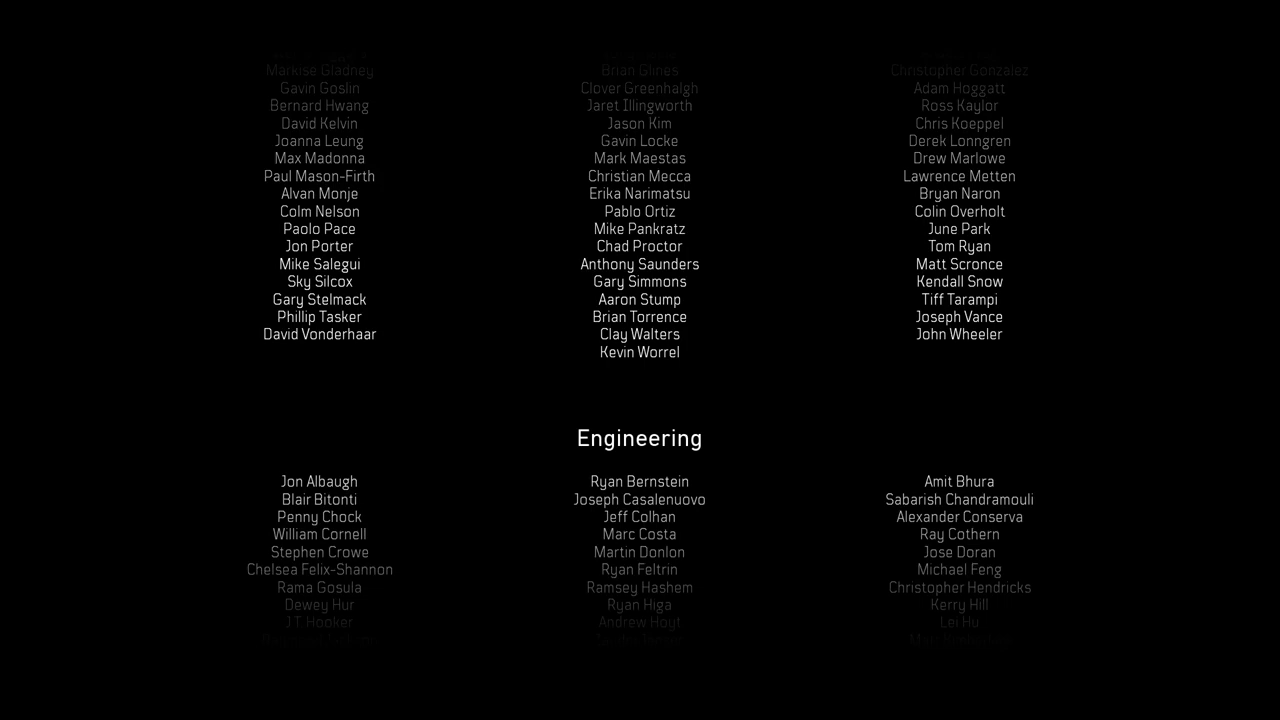 Markise Gladney Brian Glines Christopher Gonzalez
Gavin Goslin Clover Greenhalgh Adam Hoggatt
Bernard Hwang Jaret Illingworth Ross Kaylor
David Kelvin Jason Kim Chris Koeppel
Joanna Leung Gavin Locke Derek Lonngren
Max Madonna Mark Maestas Drew Marlowe
Paul Mason-Firth Christian Mecca Lawrence Metten
Alvan Monje Erika Narimatsu Bryan Naron
Colm Nelson Pablo Ortiz Colin Overholt
Paolo Pace Mike Pankratz June Park
Jon Porter Chad Proctor Tom Ryan
Mike Salegui Anthony Saunders Matt Scronce
Sky Silcox Gary Simmons Kendall Snow
Gary Stelmack Aaron Stump Tiff Tarampi
Phillip Tasker Brian Torrence Joseph Vance
David Vonderhaar Clay Walters John Wheeler
Kevin Worrel
Engineering
Jon Albaugh Ryan Bernstein Amit Bhura
Blair Bitonti Joseph Casalenuovo Sabarish Chandramouli
Penny Chock Jeff Colhan Alexander Conserva
William Cornell Marc Costa Ray Cothern
Stephen Crowe Martin Donlon Jose Doran
Chelsea Felix-Shannon Ryan Feltrin Michael Feng
Rama Gosula Ramsey Hashem Christopher Hendricks
Dewey Hur Ryan Higa Kerry Hill
J.T. Hooker Andrew Hoyt Lei Hu